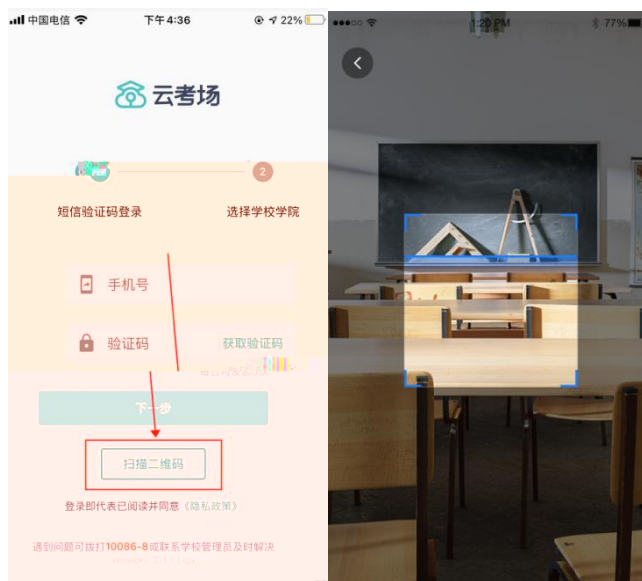 中国电信 下午4:36 22%
云考场
2
短信验证码登录 选择学校学院
手机号
验证码 获取验证码
下一步
扫描二维码
登录即代表已阅读并同意《隐私政策》
遇到问题可拨打10086-8或联系学校管理员及时解决
1:20 PM 77%